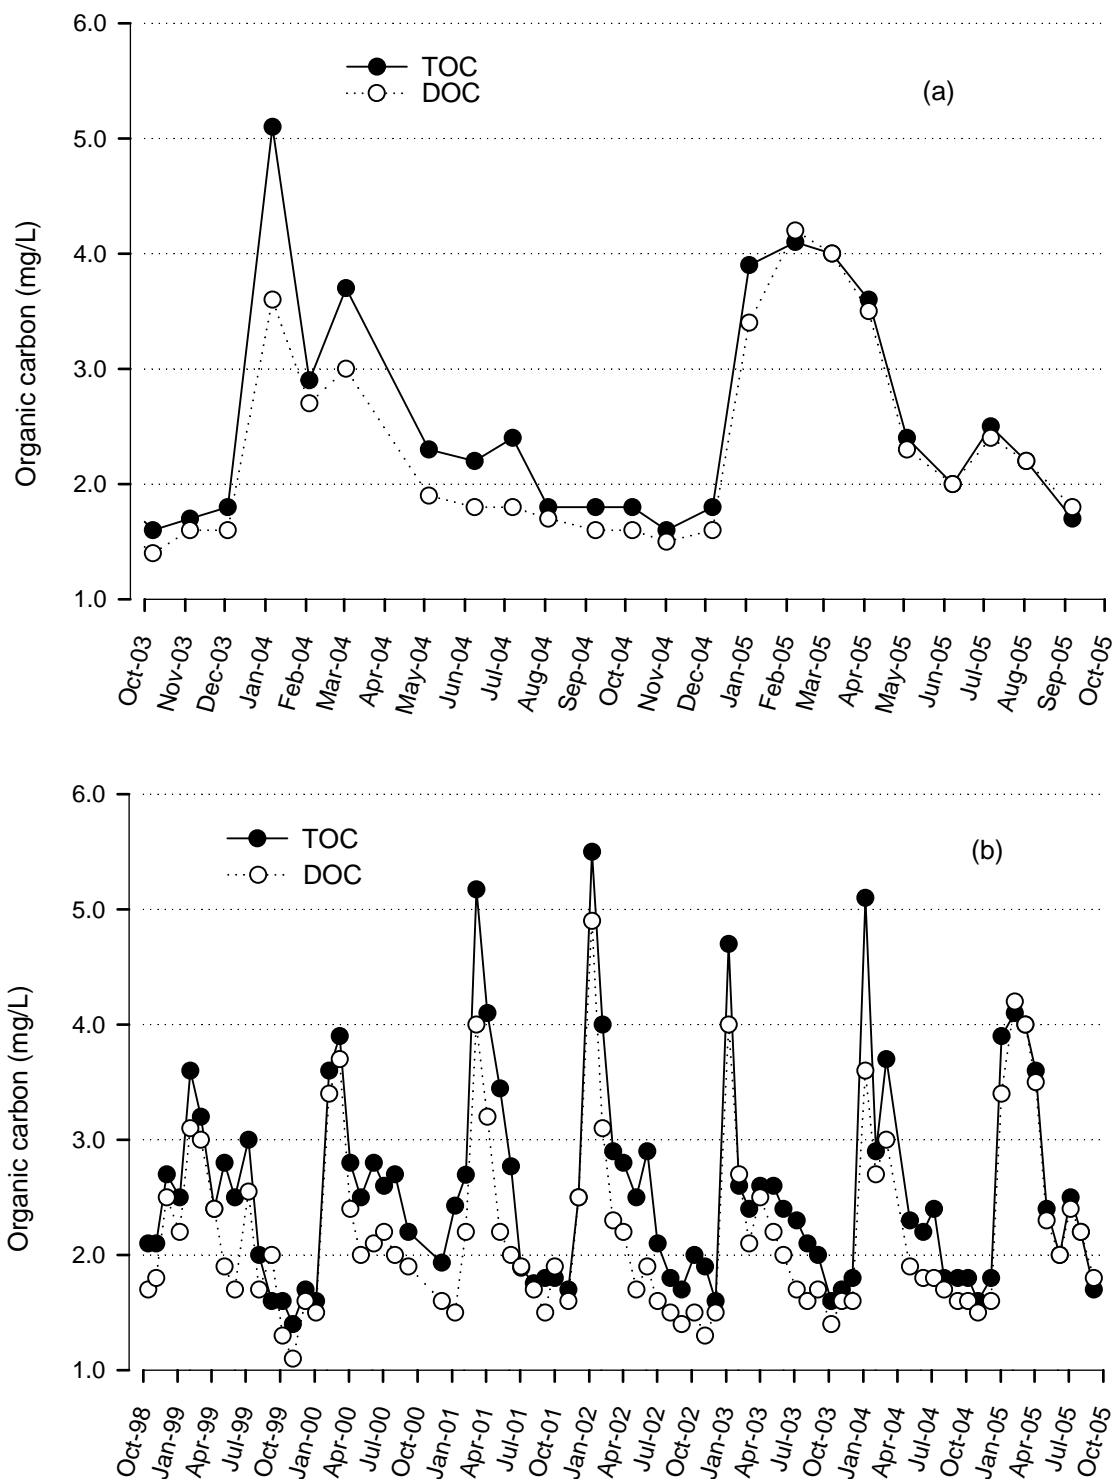 6.0
TOC
DOC
(a)
5.0
4.0
3.0
2.0
1.0
Organic carbon (mg/L)
Oct-03
Nov-03
Dec-03
Jan-04
Feb-04
Mar-04
Apr-04
May-04
Jun-04
Jul-04
Aug-04
Sep-04
Oct-04
Nov-04
Dec-04
Jan-05
Feb-05
Mar-05
Apr-05
May-05
Jun-05
Jul-05
Aug-05
Sep-05
Oct-05
6.0
TOC
DOC
(b)
5.0
4.0
3.0
2.0
1.0
Organic carbon (mg/L)
Oct-98
Jan-99
Apr-99
Jul-99
Oct-99
Jan-00
Apr-00
Jul-00
Oct-00
Jan-01
Apr-01
Jul-01
Oct-01
Jan-02
Apr-02
Jul-02
Oct-02
Jan-03
Apr-03
Jul-03
Oct-03
Jan-04
Apr-04
Jul-04
Oct-04
Jan-05
Apr-05
Jul-05
Oct-05